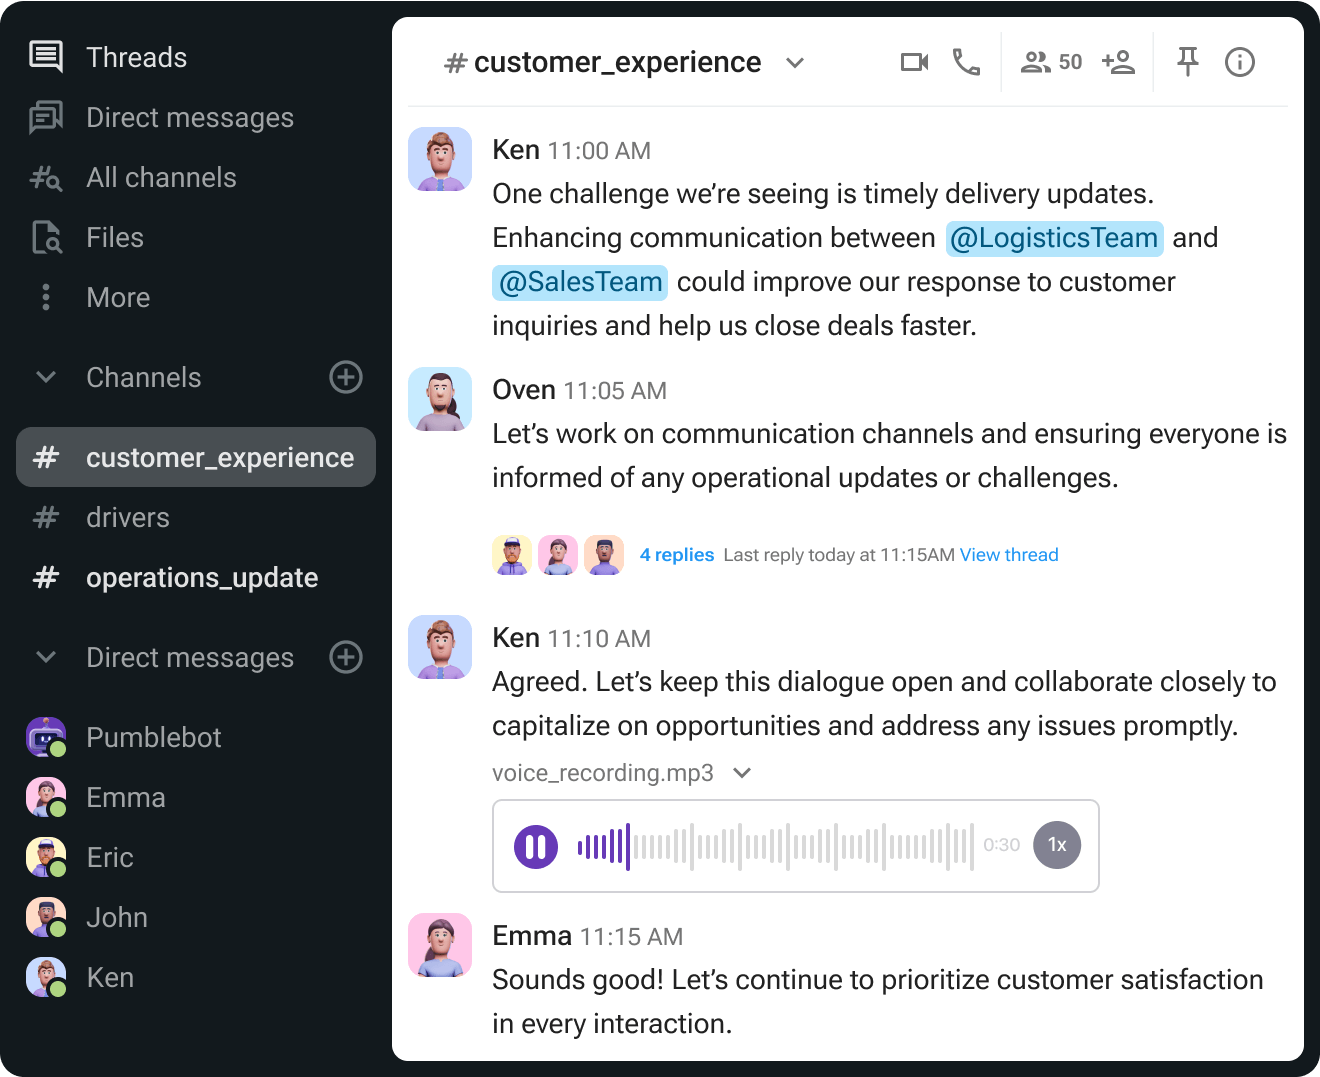 Threads
Direct messages
All channels
Files
More
Channels
# customer_experience
# drivers
# operations_update
Direct messages
Pumblebot
Emma
Eric
John
Ken
# customer_experience
50
Ken 11:00 AM
One challenge we’re seeing is timely delivery updates.
Enhancing communication between @LogisticsTeam and
@SalesTeam could improve our response to customer
inquiries and help us close deals faster.
Oven 11:05 AM
Let’s work on communication channels and ensuring everyone is
informed of any operational updates or challenges.
4 replies Last reply today at 11:15AM View thread
Ken 11:10 AM
Agreed. Let’s keep this dialogue open and collaborate closely to
capitalize on opportunities and address any issues promptly.
voice_recording.mp3
0:30 1x
Emma 11:15 AM
Sounds good! Let’s continue to prioritize customer satisfaction
in every interaction.